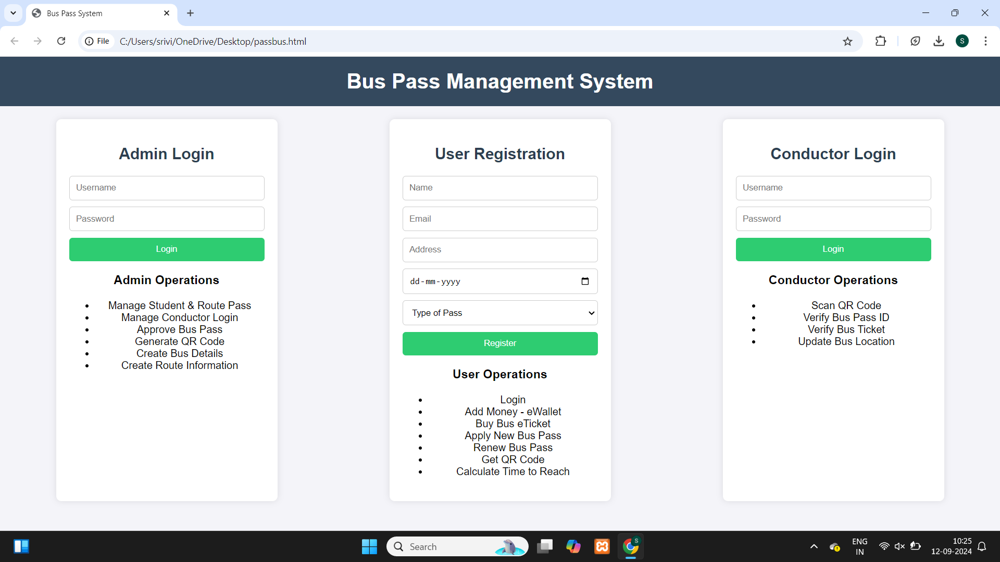 Bus Pass System
File
C:/Users/srivi/OneDrive/Desktop/passbus.html
S
Bus Pass Management System
Admin Login
Username
Password
Login
Admin Operations
• Manage Student & Route Pass
• Manage Conductor Login
• Approve Bus Pass
• Generate QR Code
• Create Bus Details
• Create Route Information
User Registration
Name
Email
Address
dd-mm-yyyy
Type of Pass
Register
User Operations
• Login
• Add Money - eWallet
• Buy Bus eTicket
• Apply New Bus Pass
• Renew Bus Pass
• Get QR Code
• Calculate Time to Reach
Conductor Login
Username
Password
Login
Conductor Operations
• Scan QR Code
• Verify Bus Pass ID
• Verify Bus Ticket
• Update Bus Location
Search
S
ENG
IN
10:25
12-09-2024